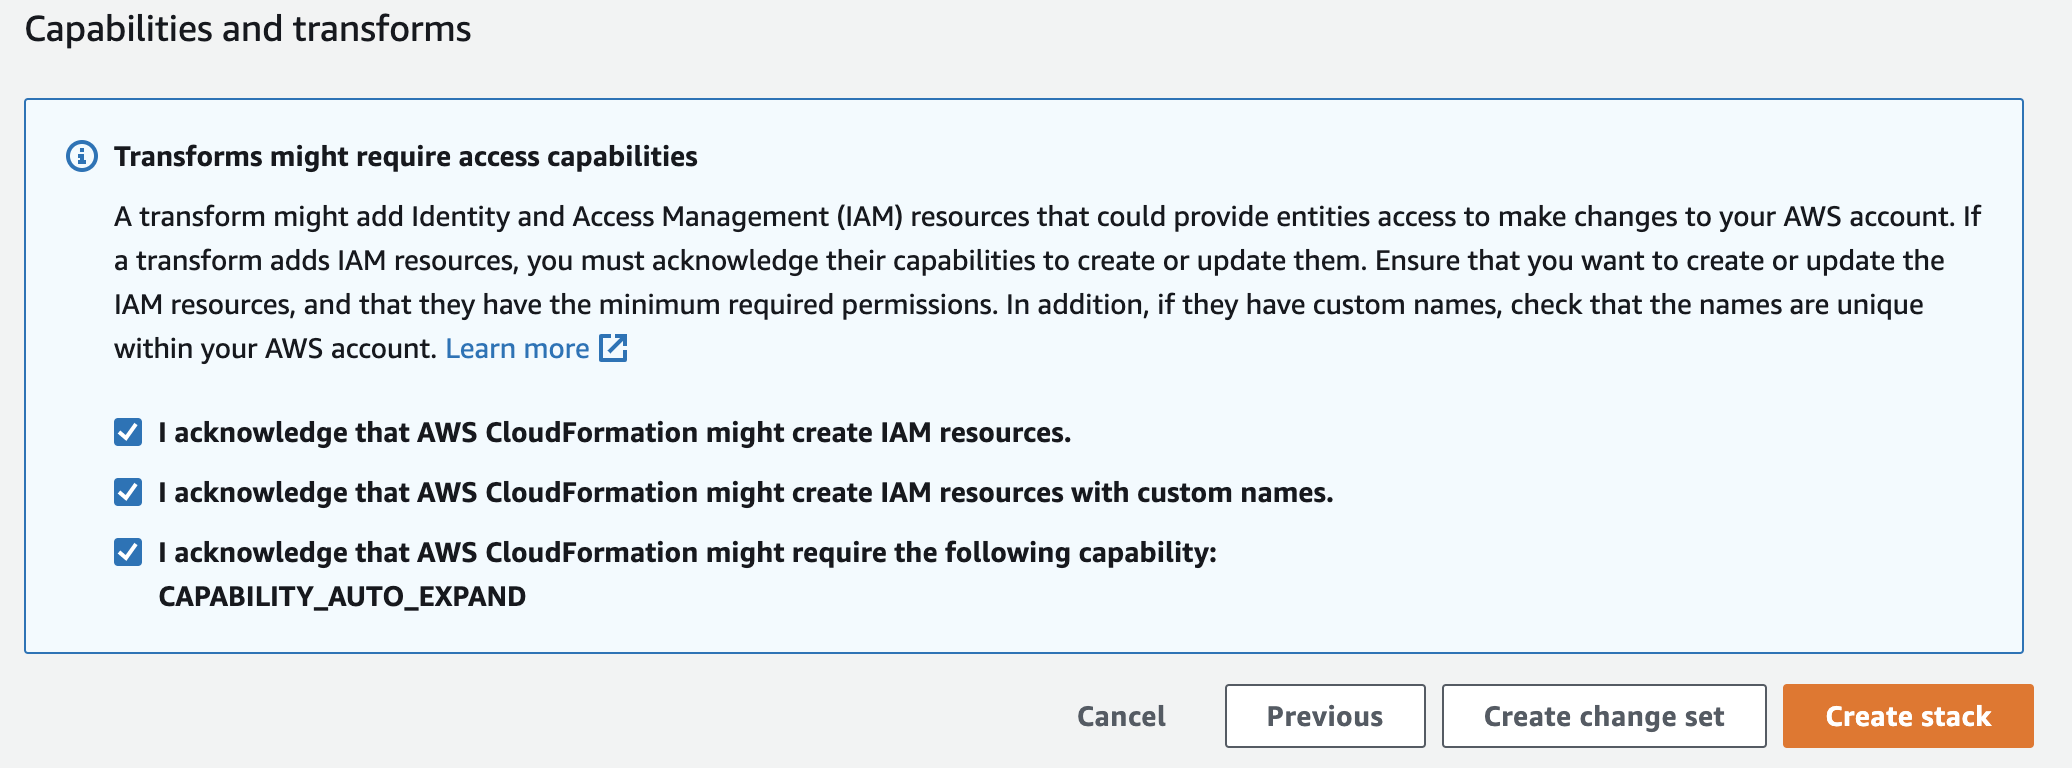 Capabilities and transforms
Transforms might require access capabilities
A transform might add Identity and Access Management (IAM) resources that could provide entities access to make changes to your AWS account. If
a transform adds IAM resources, you must acknowledge their capabilities to create or update them. Ensure that you want to create or update the
IAM resources, and that they have the minimum required permissions. In addition, if they have custom names, check that the names are unique
within your AWS account. Learn more
I acknowledge that AWS CloudFormation might create IAM resources.
I acknowledge that AWS CloudFormation might create IAM resources with custom names.
I acknowledge that AWS CloudFormation might require the following capability:
CAPABILITY_AUTO_EXPAND
Cancel Previous Create change set Create stack